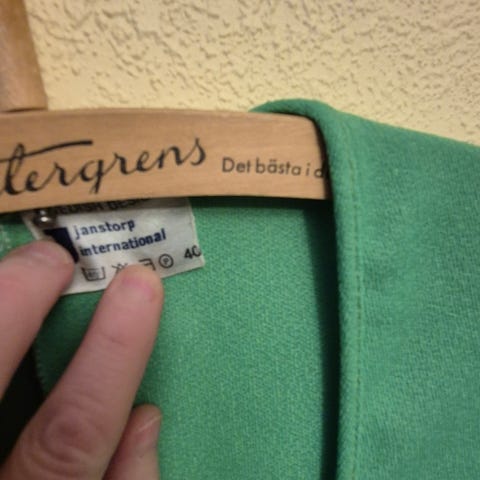 tergrens
Det bästa i d
janstorp
international
40